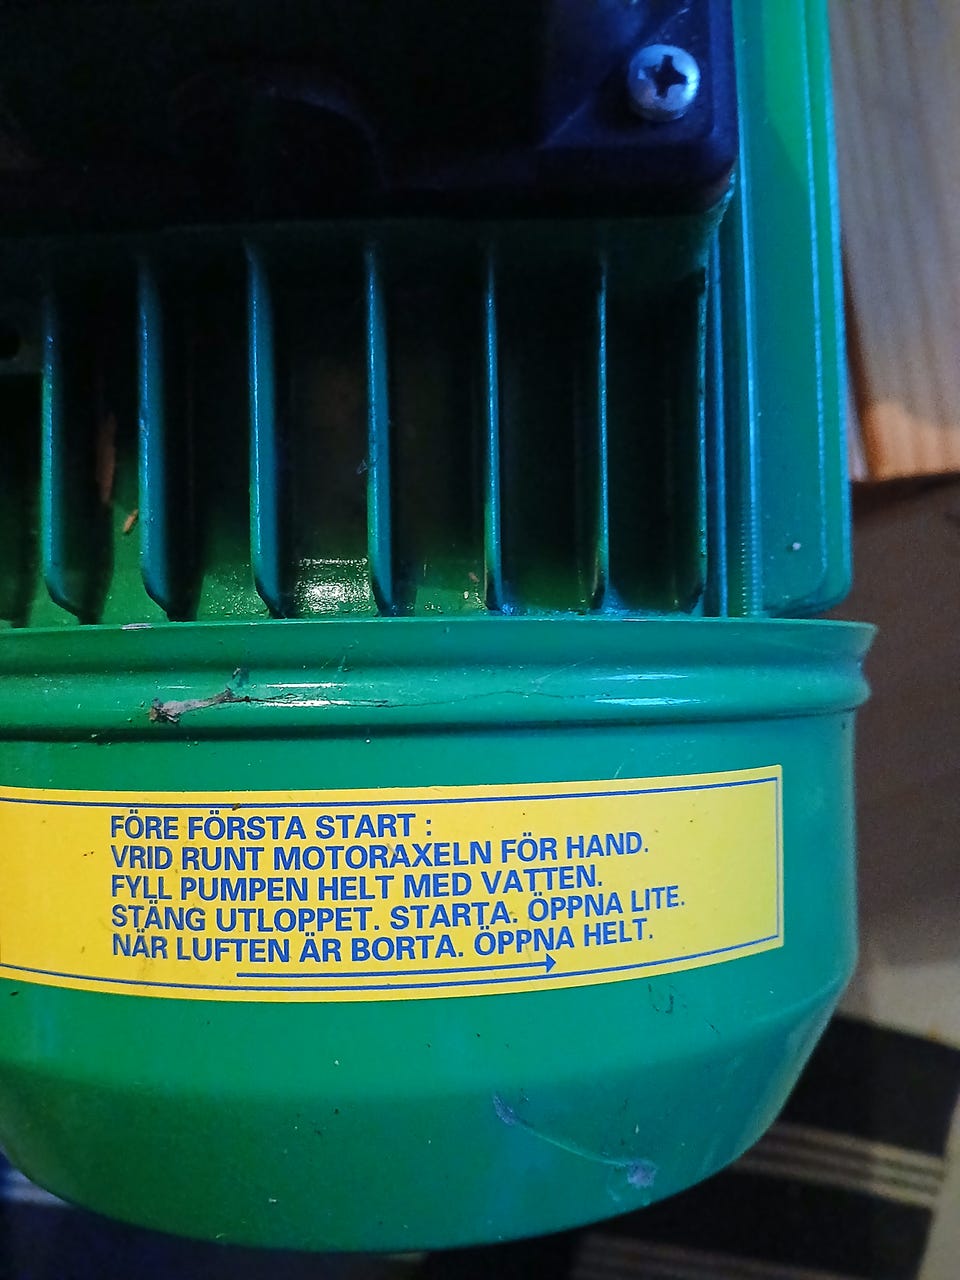 FÖRE FÖRSTA START :
VRID RUNT MOTORAXELN FÖR HAND.
FYLL PUMPEN HELT MED VATTEN.
STÄNG UTLOPPET. STARTA. ÖPPNA LITE.
NÄR LUFTEN ÄR BORTA. ÖPPNA HELT.